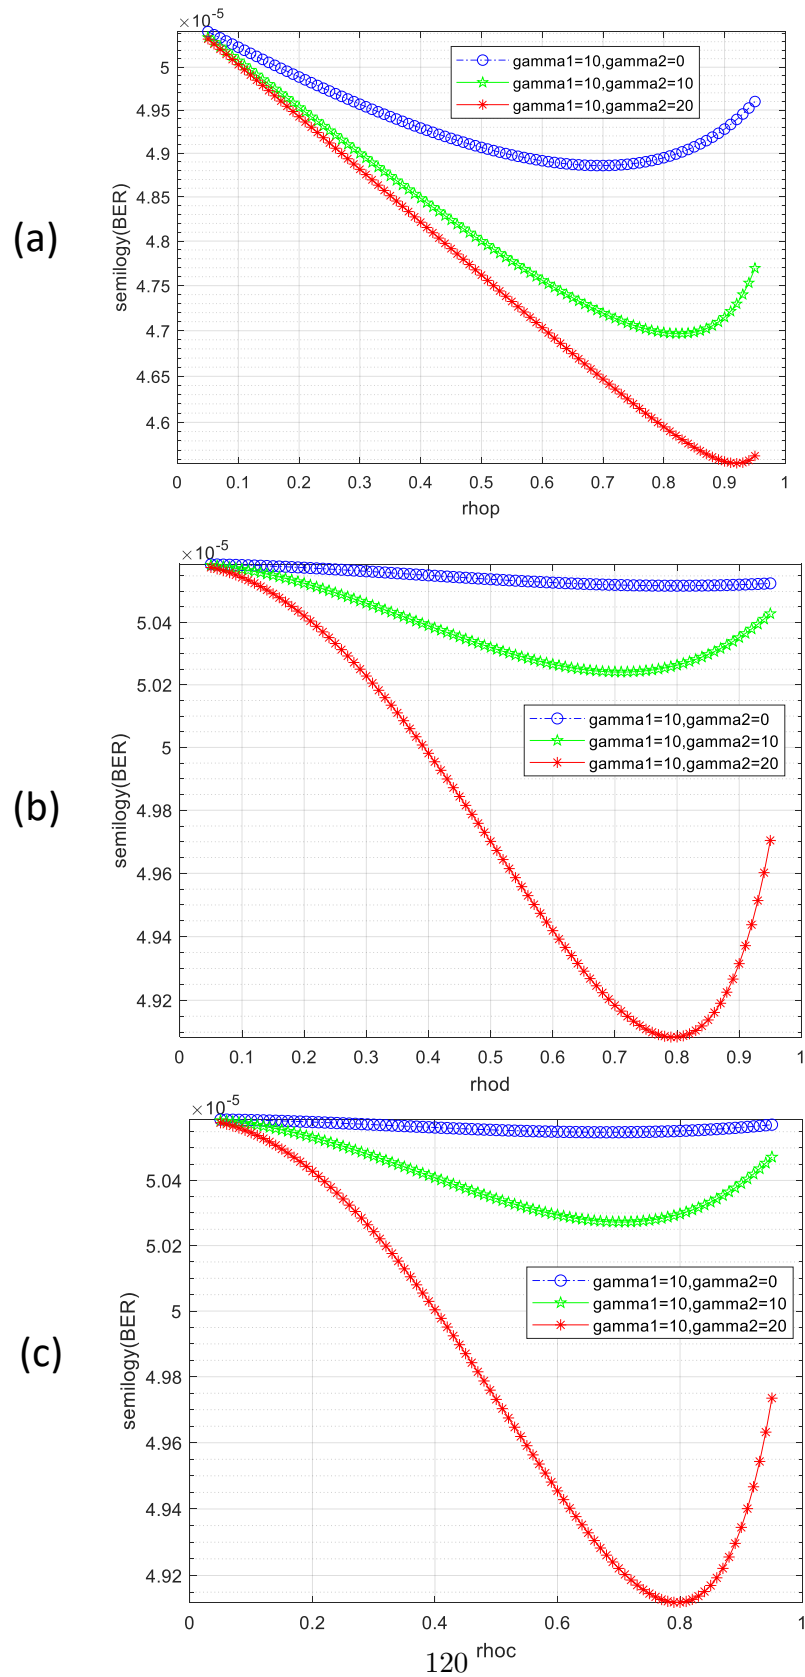 ×10-5
5
4.95
4.9
4.85
4.8
4.75
4.7
4.65
4.6
semilogy(BER)
(a)
gamma1=10,gamma2=0
gamma1=10,gamma2=10
gamma1=10,gamma2=20
0 0.1 0.2 0.3 0.4 0.5 0.6 0.7 0.8 0.9 1
rhop
×10-5
5.04
5.02
5
4.98
4.96
4.94
4.92
semilogy(BER)
(b)
gamma1=10,gamma2=0
gamma1=10,gamma2=10
gamma1=10,gamma2=20
0 0.1 0.2 0.3 0.4 0.5 0.6 0.7 0.8 0.9 1
rhod
×10-5
5.04
5.02
5
4.98
4.96
4.94
4.92
semilogy(BER)
(c)
gamma1=10,gamma2=0
gamma1=10,gamma2=10
gamma1=10,gamma2=20
0 0.2 0.4 0.6 0.8 1
rhoc
120